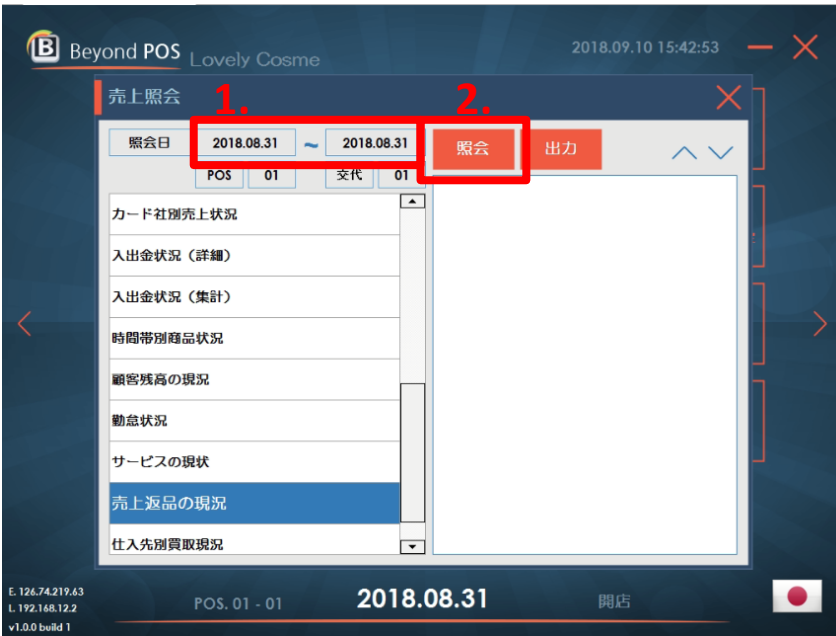 B Beyond POS Lovely Cosme 2018.09.10 15:42:53
売上照会
1. 2.
照会日 2018.08.31 ~ 2018.08.31 照会 出力
POS 01 交代 01
カード社別売上状況
入出金状況（詳細）
入出金状況（集計）
時間帯別商品状況
顧客残高の現況
勤怠状況
サービスの現状
売上返品の現況
仕入先別買取現況
E. 126.74.219.63
L. 192.168.12.2
v1.0.0 build 1
POS. 01 - 01 2018.08.31 開店